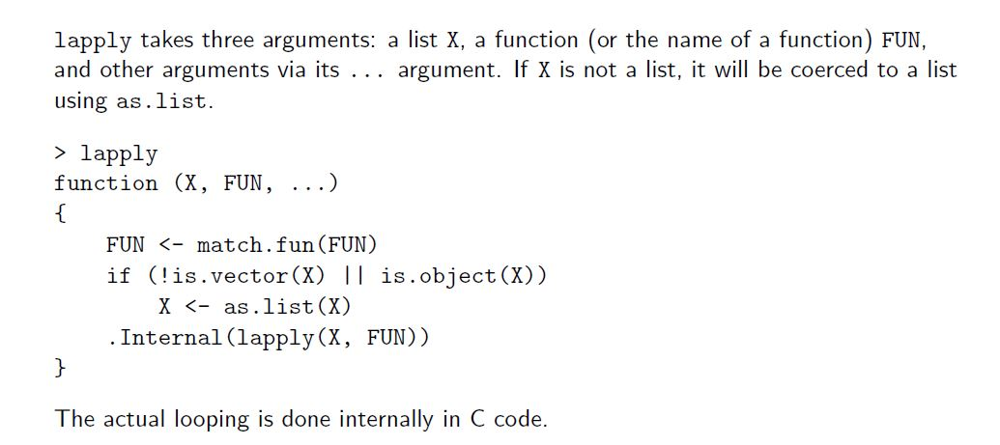 lapply takes three arguments: a list X, a function (or the name of a function) FUN,
and other arguments via its ... argument. If X is not a list, it will be coerced to a list
using as.list.
> lapply
function (X, FUN, ...)
{
    FUN <- match.fun(FUN)
    if (!is.vector(X) || is.object(X))
        X <- as.list(X)
    .Internal(lapply(X, FUN))
}
The actual looping is done internally in C code.